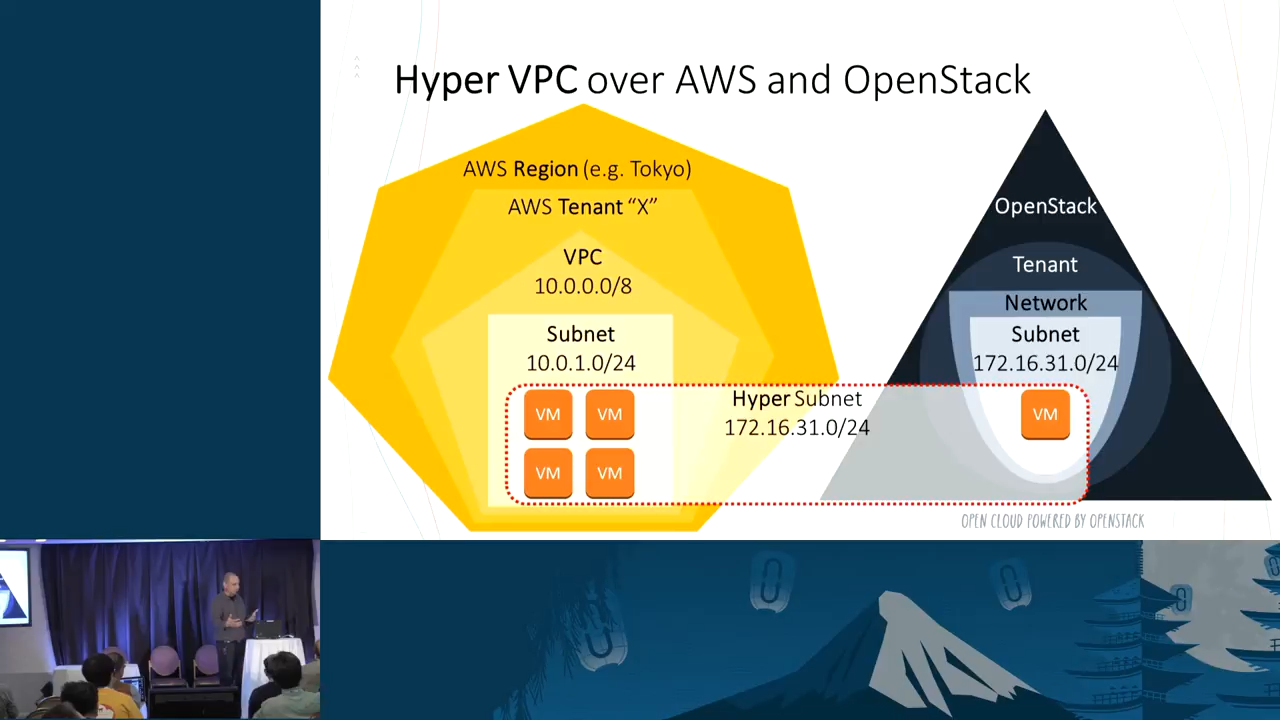 Hyper VPC over AWS and OpenStack
AWS Region (e.g. Tokyo)
AWS Tenant “X”
VPC
10.0.0.0/8
Subnet
10.0.1.0/24
VM VM
VM VM
Hyper Subnet
172.16.31.0/24
OpenStack
Tenant
Network
Subnet
172.16.31.0/24
VM
OPEN CLOUD POWERED BY OPENSTACK